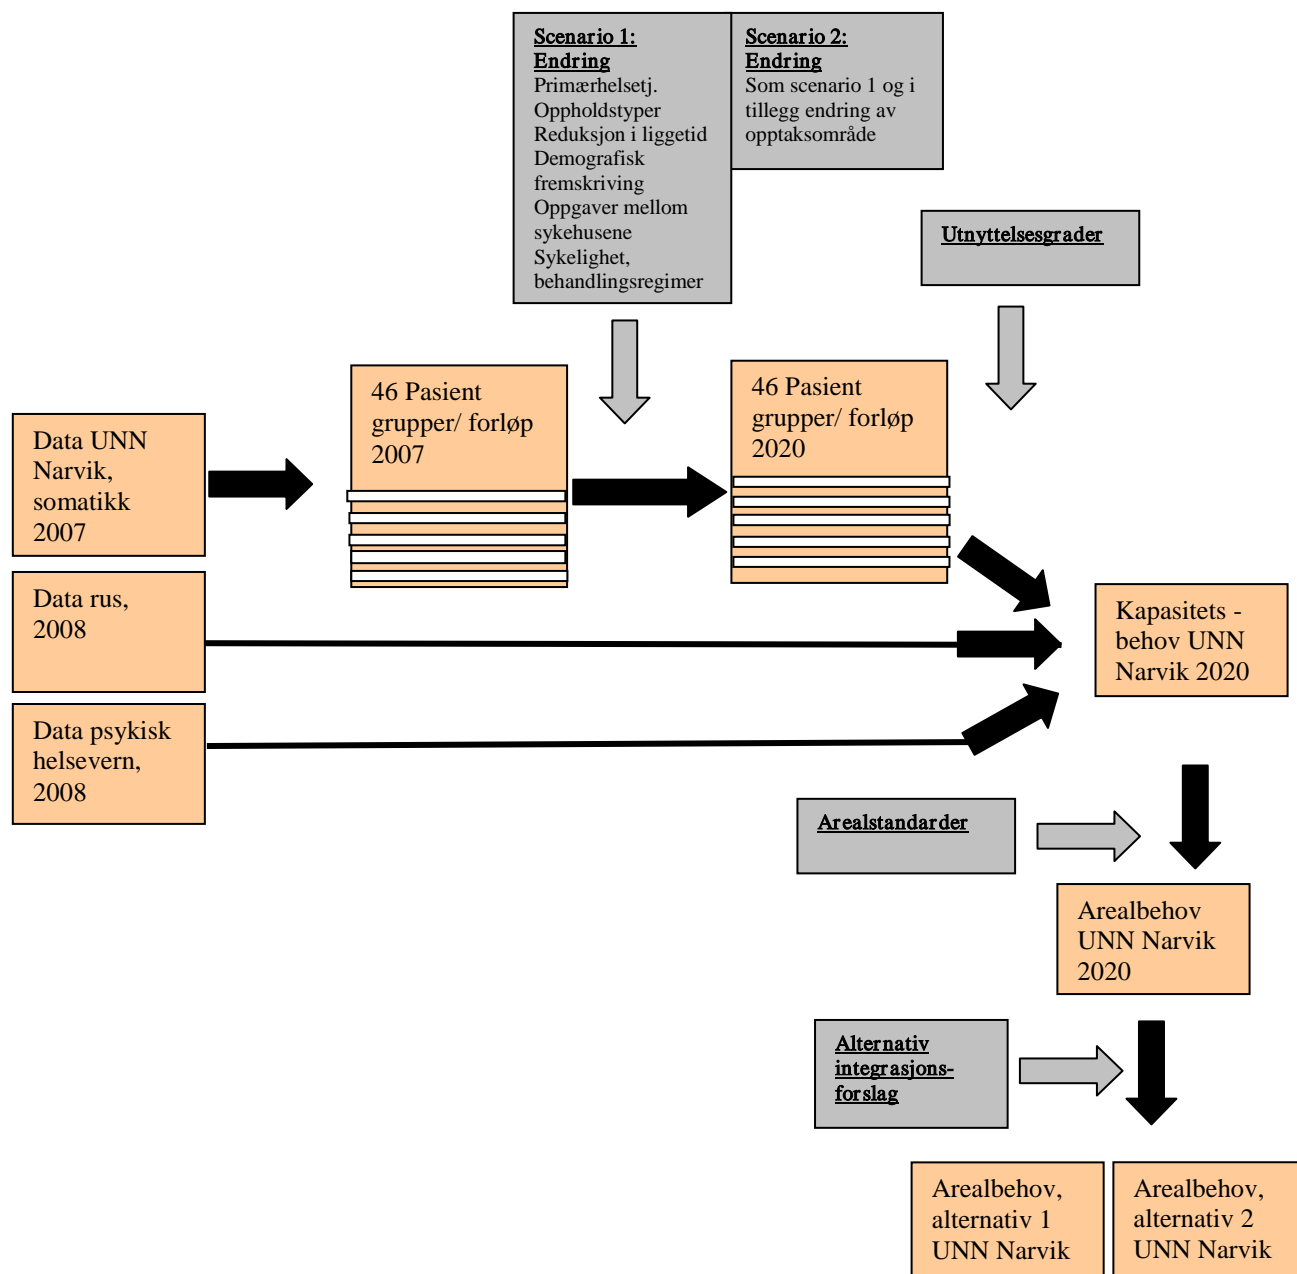 Scenario 1:
Endring
Primærhelsetj.
Oppholdstyper
Reduksjon i liggetid
Demografisk
fremskriving
Oppgaver mellom
sykehusene
Sykelighet,
behandlingsregimer
Scenario 2:
Endring
Som scenario 1 og i
tillegg endring av
opptaksområde
Utnyttelsesgrader
Data UNN
Narvik,
somatikk
2007
46 Pasient
grupper/ forløp
2007
46 Pasient
grupper/ forløp
2020
Data rus,
2008
Data psykisk
helsevern,
2008
Kapasitets -
behov UNN
Narvik 2020
Arealstandarder
Arealbehov
UNN Narvik
2020
Alternativ
integrasjons-
forslag
Arealbehov,
alternativ 1
UNN Narvik
Arealbehov,
alternativ 2
UNN Narvik